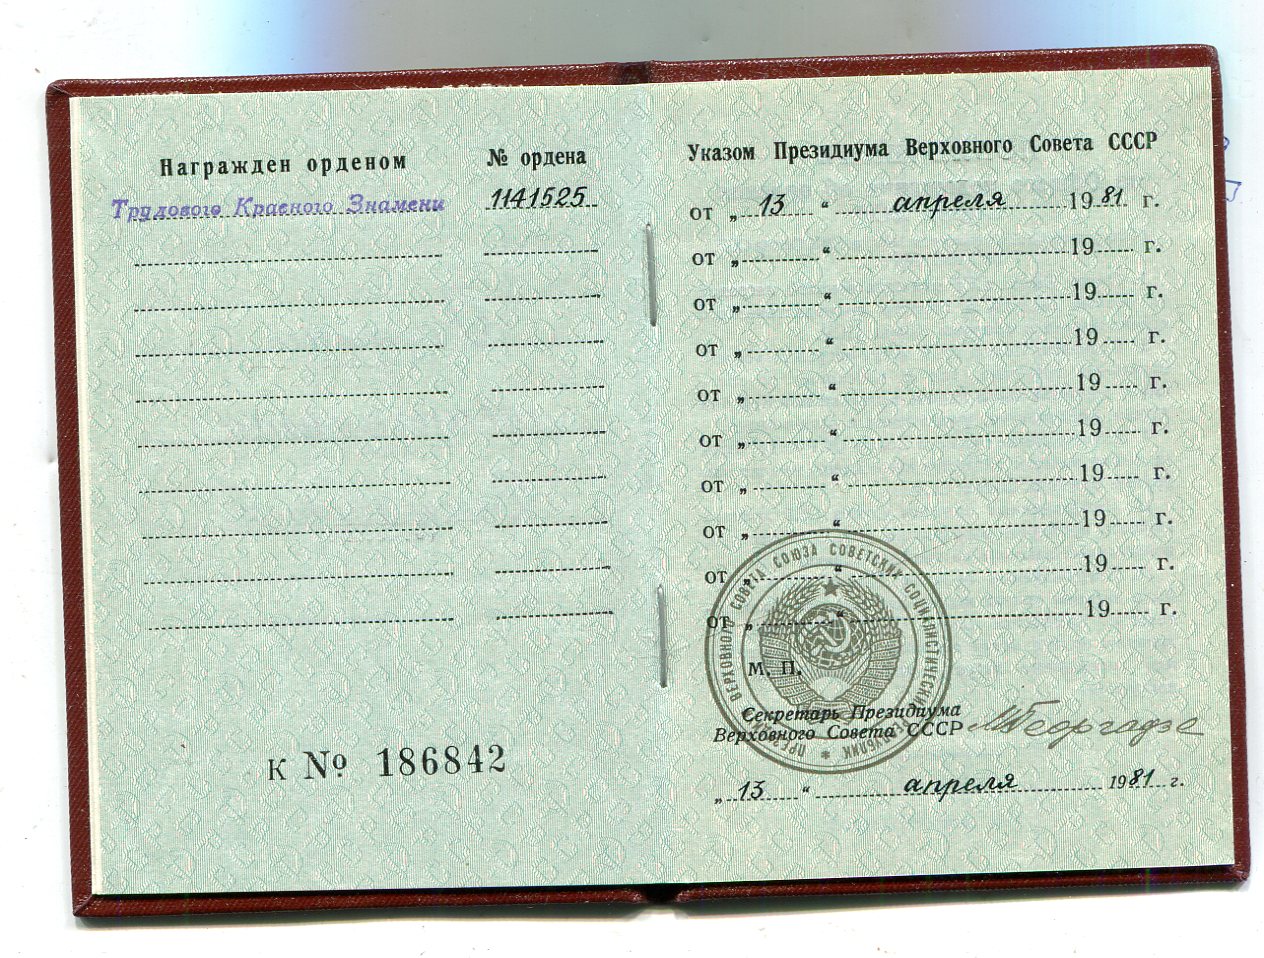 Награжден орденом
№ ордена
Трудового Красного Знамени
1141525
к № 186842
Указом Президиума Верховного Совета СССР
от „ 13 “ апреля 1981 г.
от „ “ 19 г.
от „ “ 19 г.
от „ “ 19 г.
от „ “ 19 г.
от „ “ 19 г.
от „ “ 19 г.
от „ “ 19 г.
от „ “ 19 г.
от „ “ 19 г.
ВЕРХОВНОГО СОВЕТА СОЮЗА СОВЕТСКИХ СОЦИАЛИСТИЧЕСКИХ РЕСПУБЛИК * ПРЕЗИДИУМ
М. П.
Секретарь Президиума
Верховного Совета СССР
МГеоргадзе
„ 13 “ апреля 1981 г.